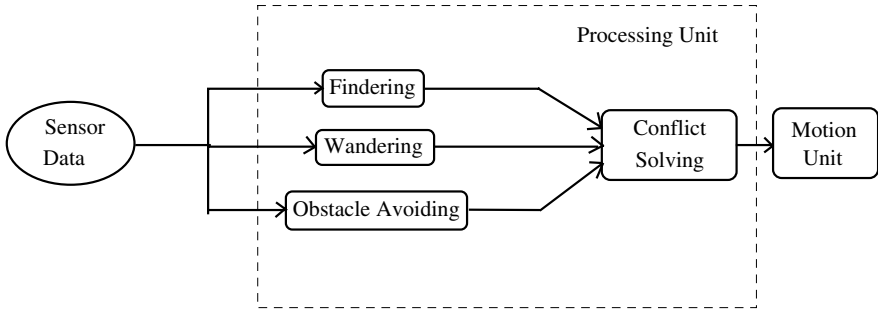 Processing Unit
Sensor
Data
Findering
Wandering
Obstacle Avoiding
Conflict
Solving
Motion
Unit